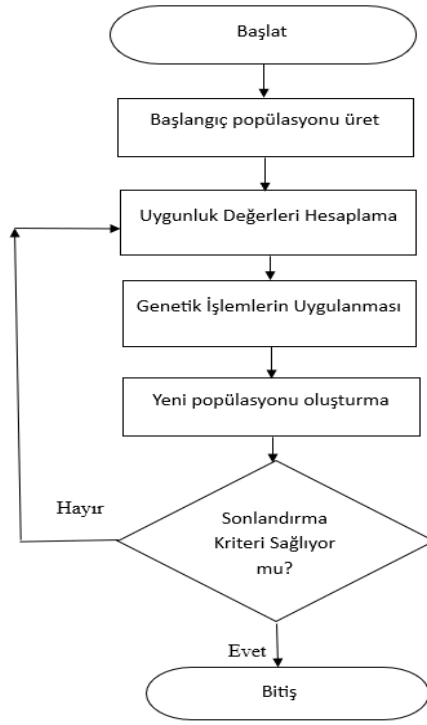 Başlat
Başlangıç popülasyonu üret
Uygunluk Değerleri Hesaplama
Genetik İşlemlerin Uygulanması
Yeni popülasyonu oluşturma
Hayır
Sonlandırma
Kriteri Sağlıyor
mu?
Evet
Bitiş